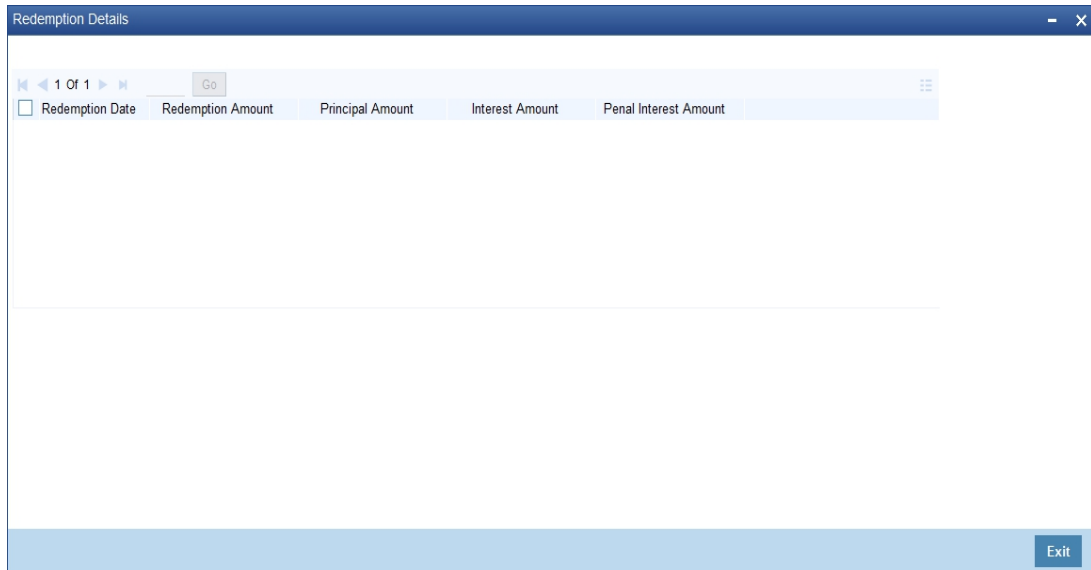 Redemption Details
1 Of 1 Go
Redemption Date Redemption Amount Principal Amount Interest Amount Penal Interest Amount
Exit